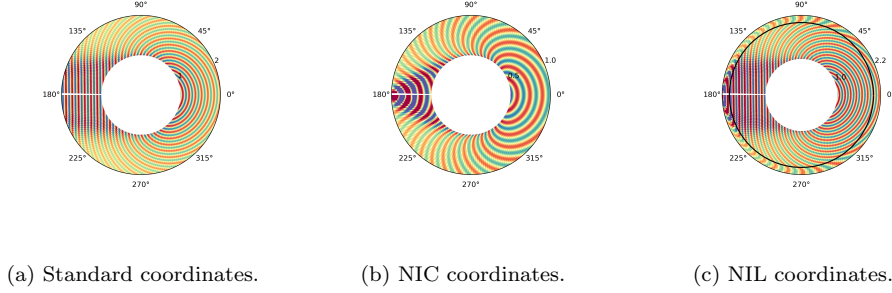 90° 90° 90°
135° 45° 135° 45° 135° 45°
2 1.0 2.2
1 0.5 1.0
180° 0° 180° 0° 180° 0
225° 315° 225° 315° 225° 315°
270° 270° 270°
(a) Standard coordinates. (b) NIC coordinates. (c) NIL coordinates.